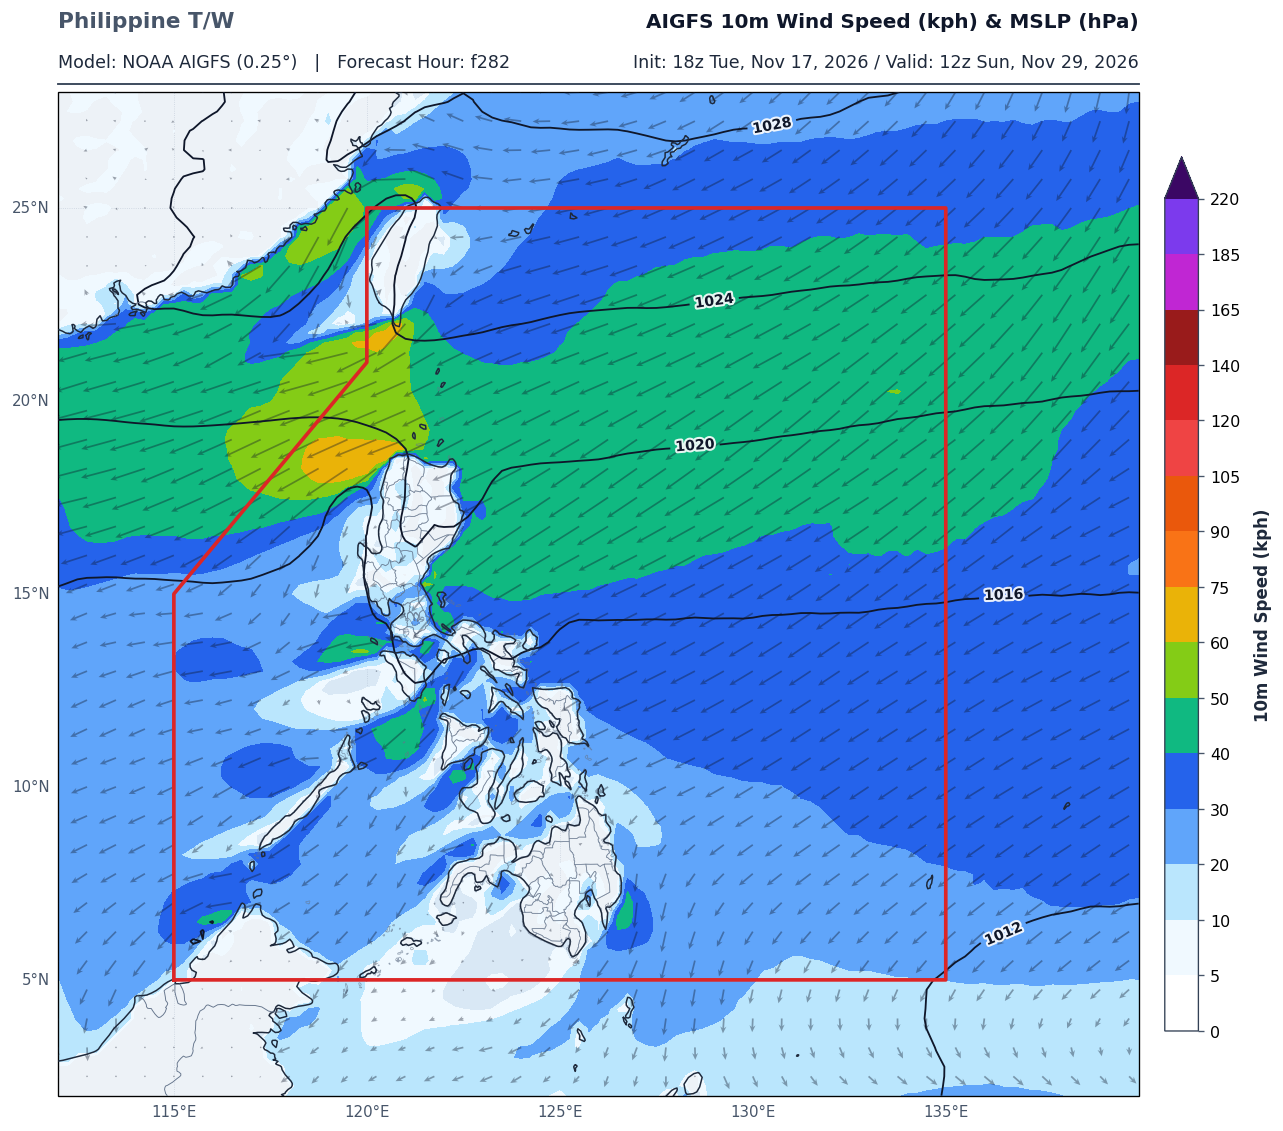 Philippine T/W
AIGFS 10m Wind Speed (kph) & MSLP (hPa)
Model: NOAA AIGFS (0.25°)   |   Forecast Hour: f282
Init: 18z Tue, Nov 17, 2026 / Valid: 12z Sun, Nov 29, 2026
1028
1024
1020
1016
1012
25°N
20°N
15°N
10°N
5°N
115°E
120°E
125°E
130°E
135°E
220
185
165
140
120
105
90
75
60
50
40
30
20
10
5
0
10m Wind Speed (kph)